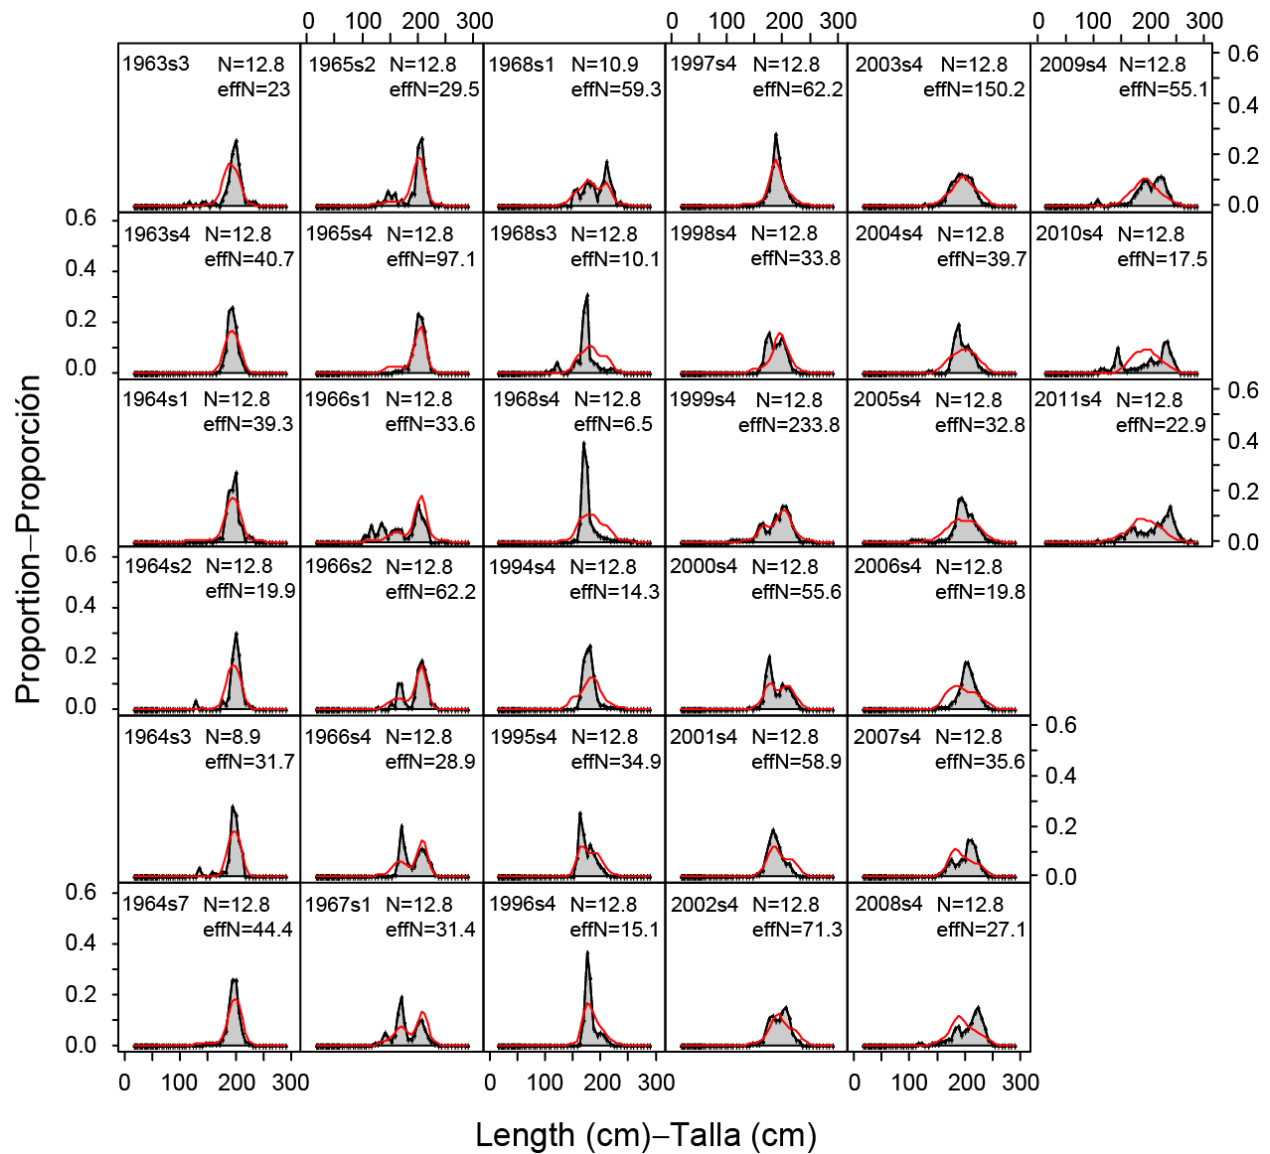 0 100 200 300 0 100 200 300 0 100 200 300
1963s3 N=12.8
effN=23
1965s2 N=12.8
effN=29.5
1968s1 N=10.9
effN=59.3
1997s4 N=12.8
effN=62.2
2003s4 N=12.8
effN=150.2
2009s4 N=12.8
effN=55.1
0.6
0.4
0.2
0.0
0.6
0.4
0.2
0.0
1963s4 N=12.8
effN=40.7
1965s4 N=12.8
effN=97.1
1968s3 N=12.8
effN=10.1
1998s4 N=12.8
effN=33.8
2004s4 N=12.8
effN=39.7
2010s4 N=12.8
effN=17.5
1964s1 N=12.8
effN=39.3
1966s1 N=12.8
effN=33.6
1968s4 N=12.8
effN=6.5
1999s4 N=12.8
effN=233.8
2005s4 N=12.8
effN=32.8
2011s4 N=12.8
effN=22.9
0.6
0.4
0.2
0.0
0.6
0.4
0.2
0.0
1964s2 N=12.8
effN=19.9
1966s2 N=12.8
effN=62.2
1994s4 N=12.8
effN=14.3
2000s4 N=12.8
effN=55.6
2006s4 N=12.8
effN=19.8
1964s3 N=8.9
effN=31.7
1966s4 N=12.8
effN=28.9
1995s4 N=12.8
effN=34.9
2001s4 N=12.8
effN=58.9
2007s4 N=12.8
effN=35.6
0.6
0.4
0.2
0.0
0.6
0.4
0.2
0.0
1964s7 N=12.8
effN=44.4
1967s1 N=12.8
effN=31.4
1996s4 N=12.8
effN=15.1
2002s4 N=12.8
effN=71.3
2008s4 N=12.8
effN=27.1
0 100 200 300 0 100 200 300 0 100 200 300
Proportion–Proporción
Length (cm)–Talla (cm)